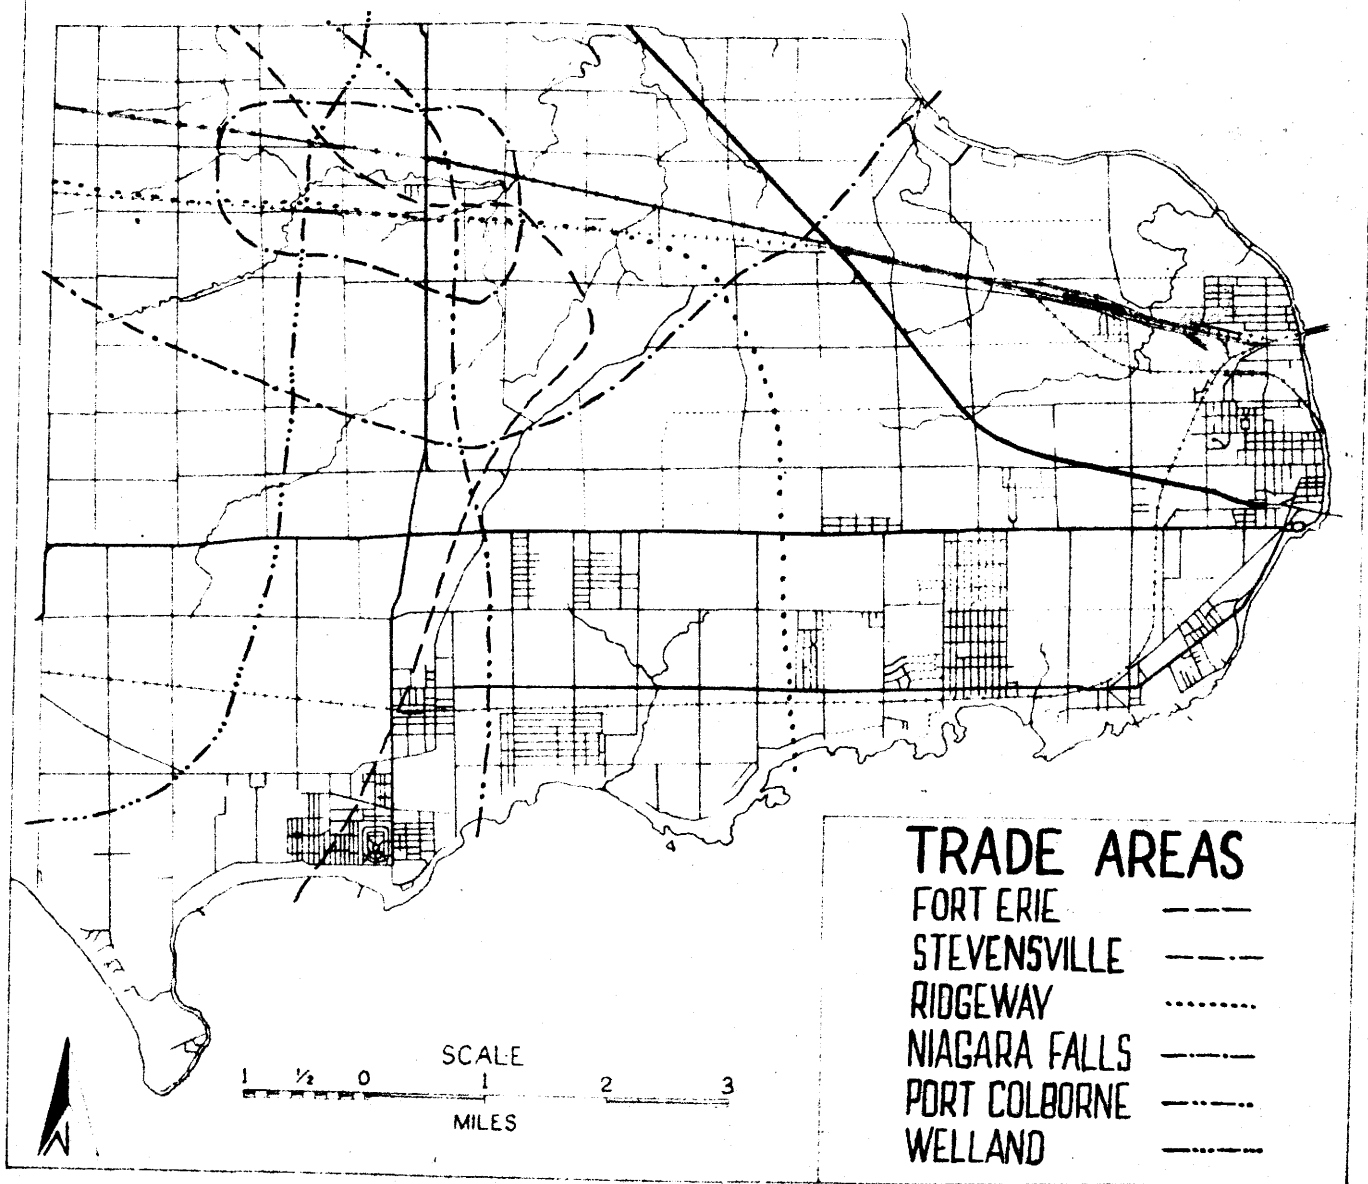 TRADE AREAS
FORT ERIE
STEVENSVILLE
RIDGEWAY
NIAGARA FALLS
PORT COLBORNE
WELLAND
SCALE
1 ½ 0 1 2 3
MILES
N